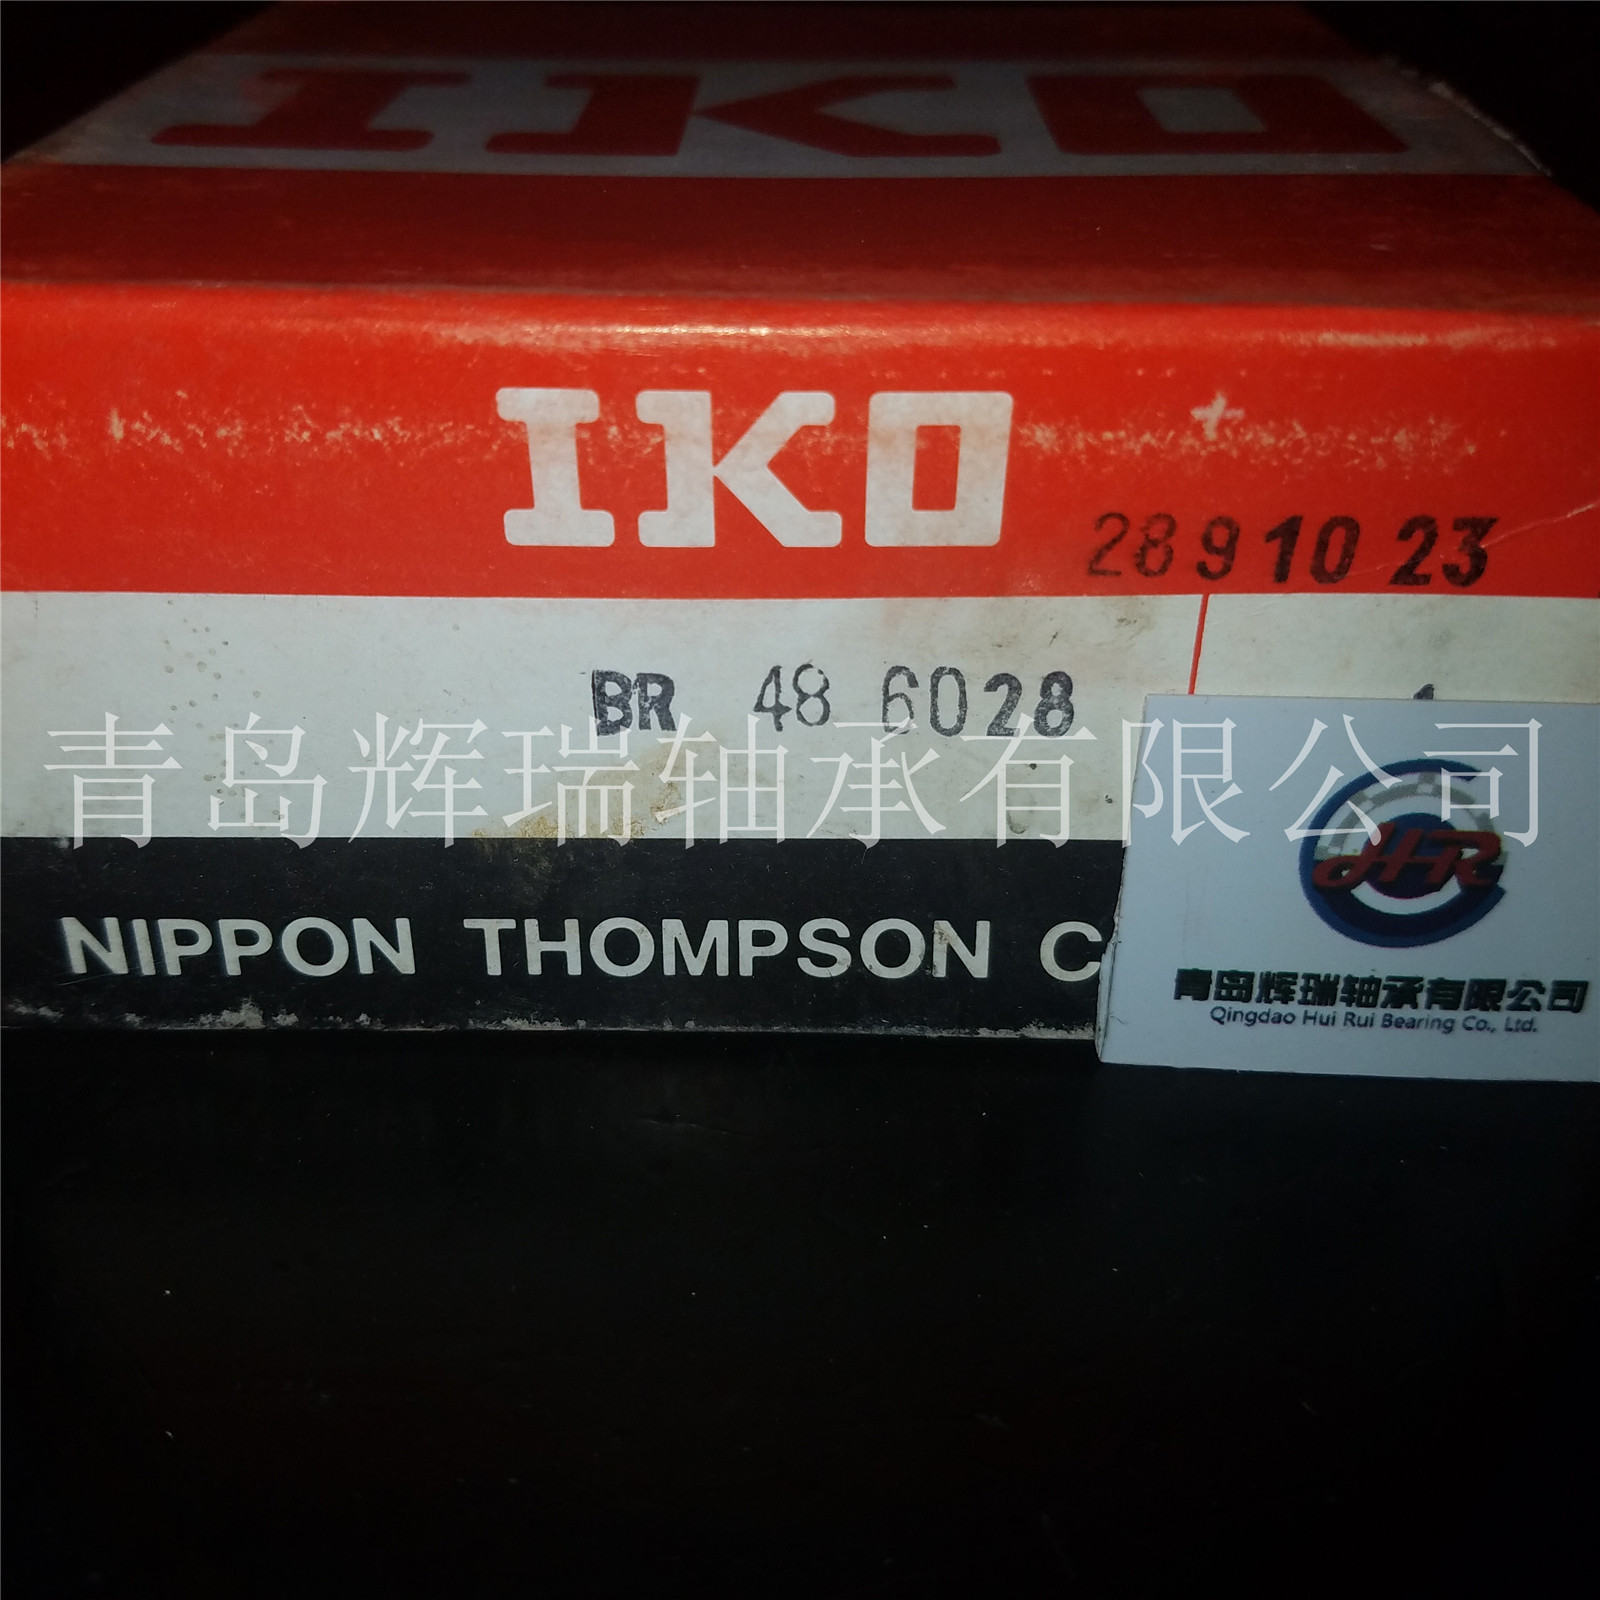 IKO
IKO
28 9 10 23
BR 48 6028
青岛辉瑞轴承有限公司
NIPPON THOMPSON C
HR
青岛辉瑞轴承有限公司
Qingdao Hui Rui Bearing Co., Ltd.